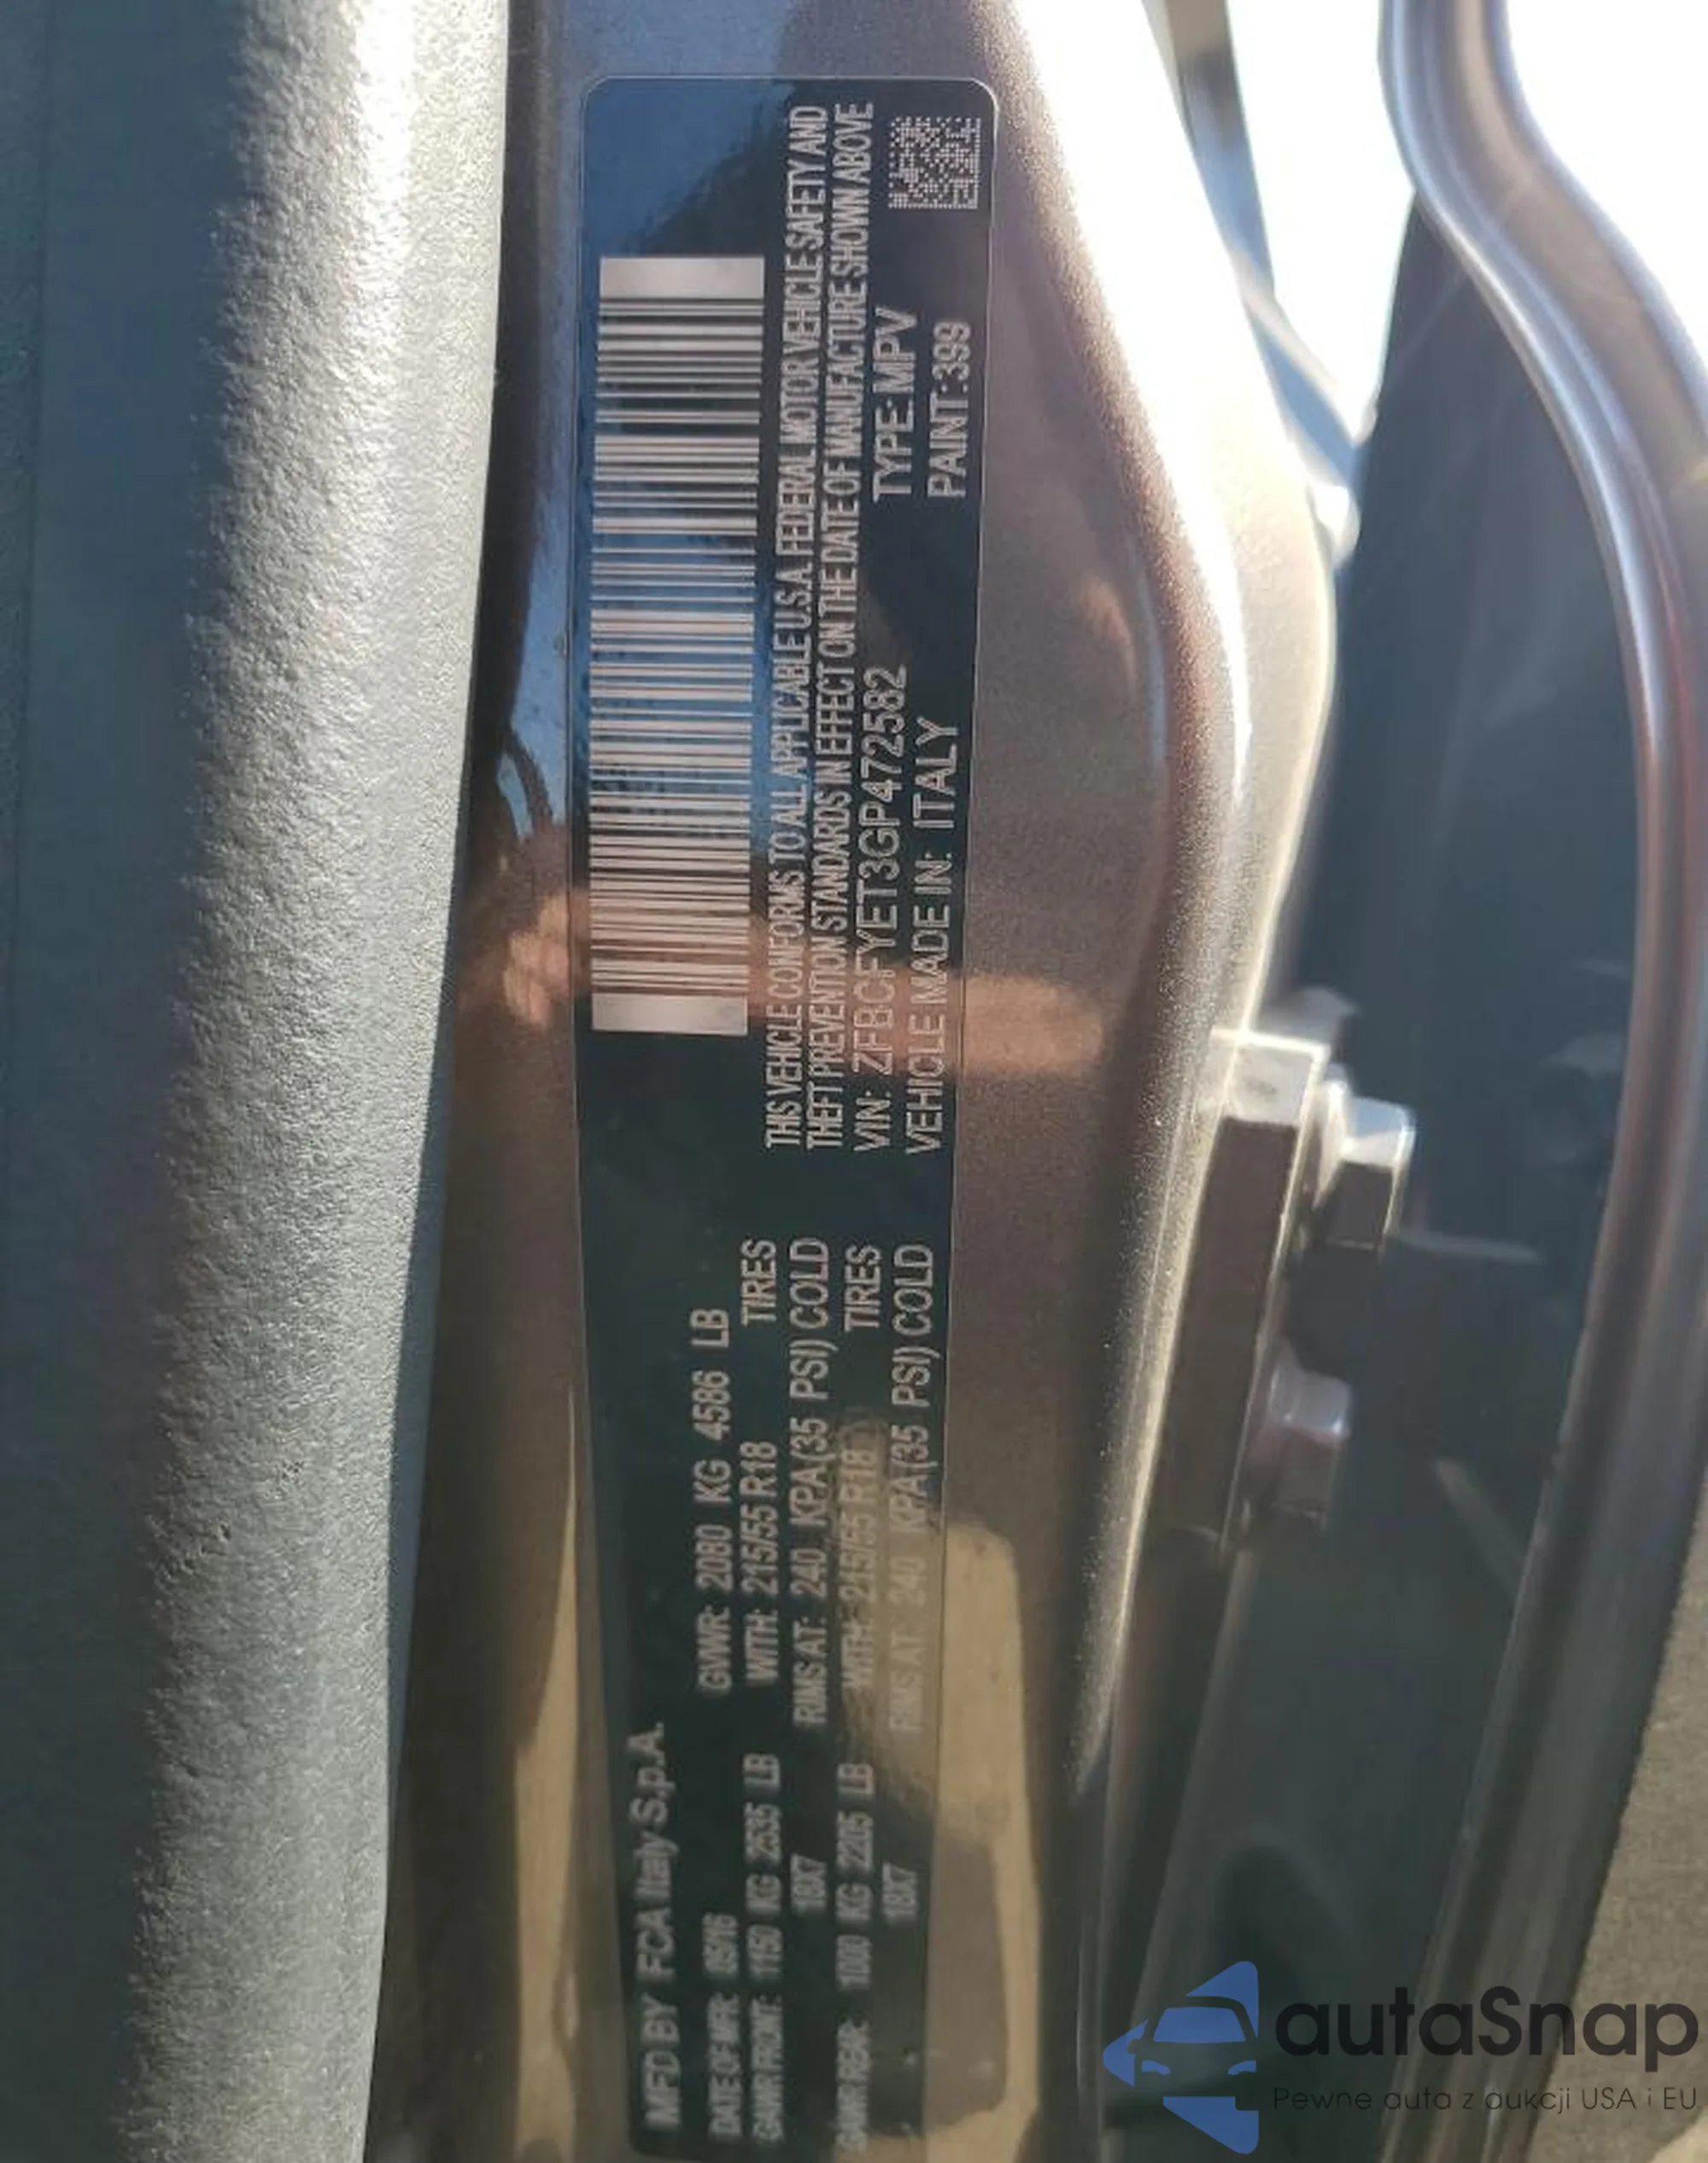 MFD BY FCA Italy S.p.A.
DATE OF MFR: 05/16 GVWR: 2080 KG 4586 LB
GAWR FRONT: 1150 KG 2535 LB WITH: 215/55 R18 TIRES
18X7 RIMS AT: 240 KPA(35 PSI) COLD
GAWR REAR: 1000 KG 2205 LB WITH: 215/55 R18 TIRES
18X7 RIMS AT: 240 KPA(35 PSI) COLD
THIS VEHICLE CONFORMS TO ALL APPLICABLE U.S.A. FEDERAL MOTOR VEHICLE SAFETY AND
THEFT PREVENTION STANDARDS IN EFFECT ON THE DATE OF MANUFACTURE SHOWN ABOVE
VIN: ZFBCFYET3GP472582 TYPE: MPV
VEHICLE MADE IN: ITALY PAINT: 399
autaSnap
Pewne auta z aukcji USA i EU